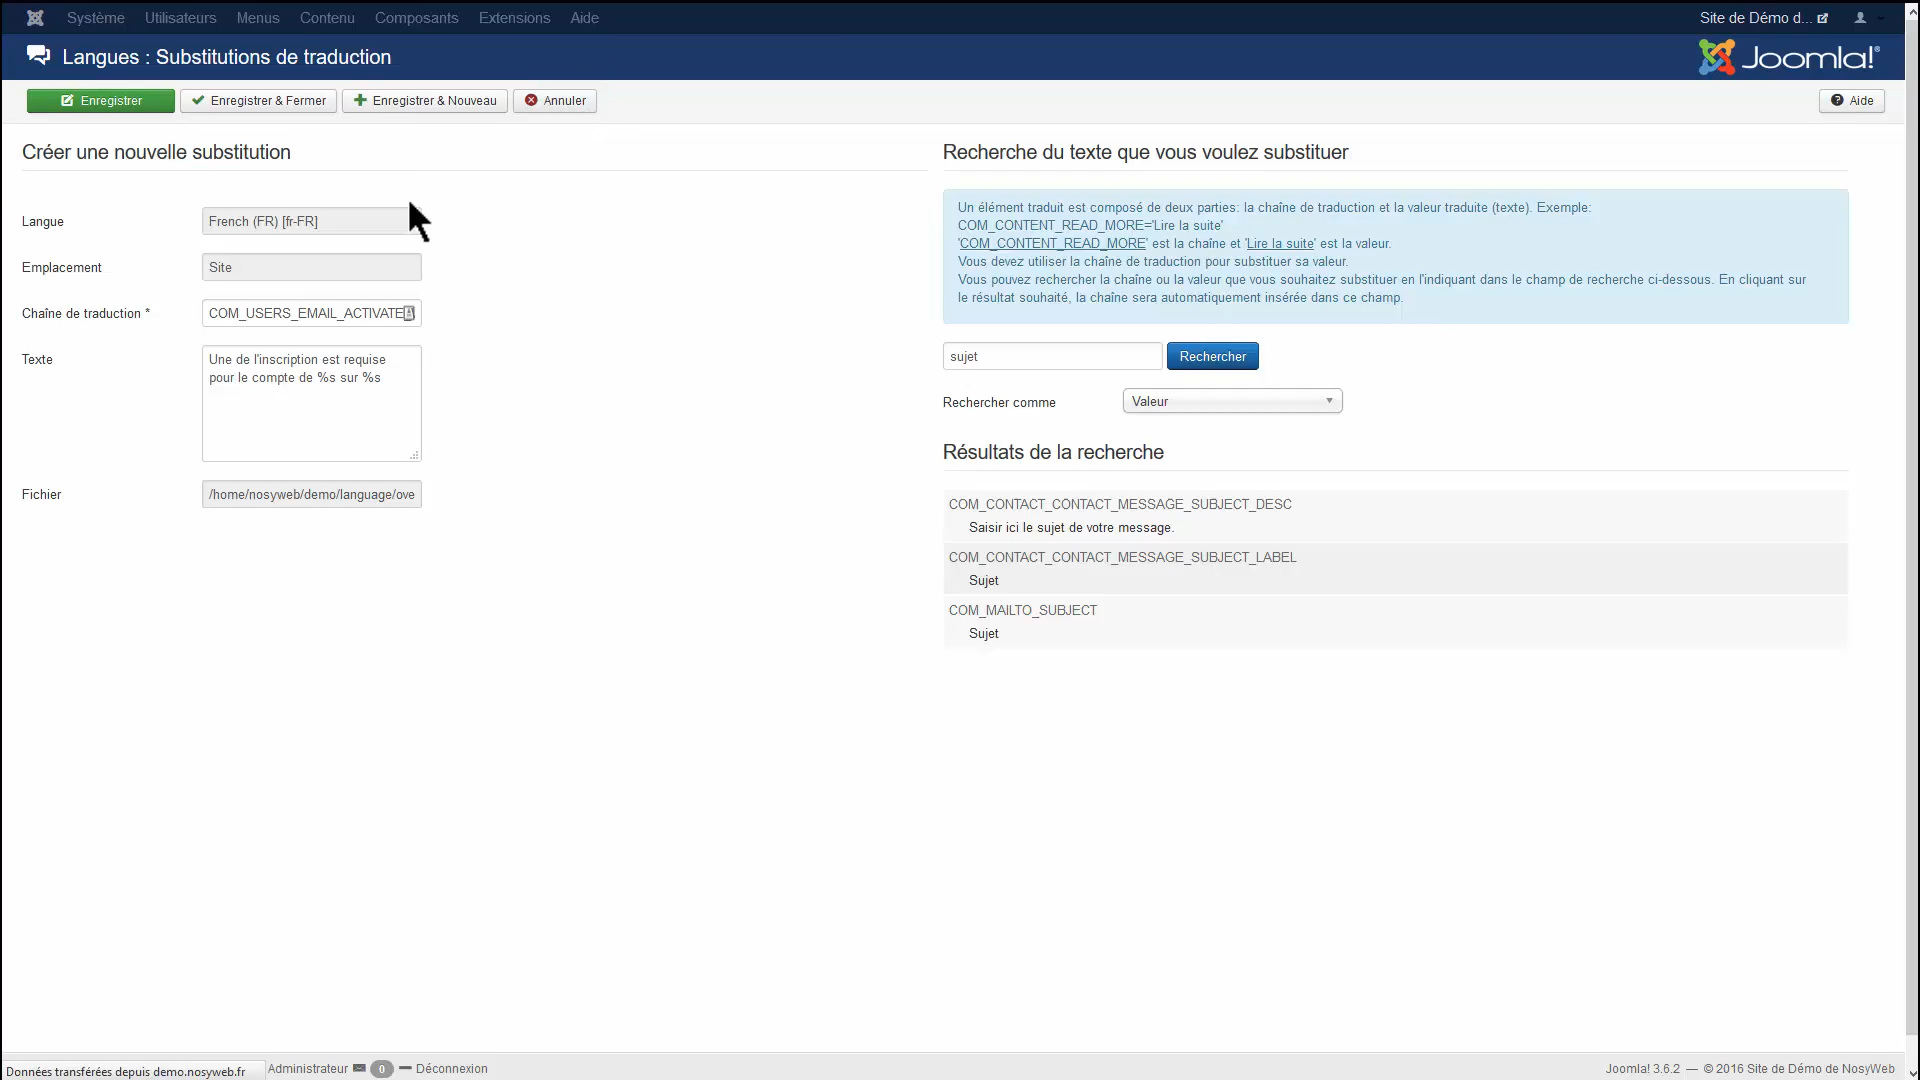 Système Utilisateurs Menus Contenu Composants Extensions Aide
Site de Démo d...
Langues : Substitutions de traduction
Joomla!®
Enregistrer Enregistrer & Fermer Enregistrer & Nouveau Annuler
Aide
Créer une nouvelle substitution
Langue
French (FR) [fr-FR]
Emplacement
Site
Chaîne de traduction *
COM_USERS_EMAIL_ACTIVATE
Texte
Une de l'inscription est requise
pour le compte de %s sur %s
Fichier
/home/nosyweb/demo/language/ove
Recherche du texte que vous voulez substituer
Un élément traduit est composé de deux parties: la chaîne de traduction et la valeur traduite (texte). Exemple:
COM_CONTENT_READ_MORE='Lire la suite'
'COM_CONTENT_READ_MORE' est la chaîne et 'Lire la suite' est la valeur.
Vous devez utiliser la chaîne de traduction pour substituer sa valeur.
Vous pouvez rechercher la chaîne ou la valeur que vous souhaitez substituer en l'indiquant dans le champ de recherche ci-dessous. En cliquant sur
le résultat souhaité, la chaîne sera automatiquement insérée dans ce champ.
sujet
Rechercher
Rechercher comme
Valeur
Résultats de la recherche
COM_CONTACT_CONTACT_MESSAGE_SUBJECT_DESC
Saisir ici le sujet de votre message.
COM_CONTACT_CONTACT_MESSAGE_SUBJECT_LABEL
Sujet
COM_MAILTO_SUBJECT
Sujet
Données transférées depuis demo.nosyweb.fr
Administrateur 0 Déconnexion
Joomla! 3.6.2 — © 2016 Site de Démo de NosyWeb